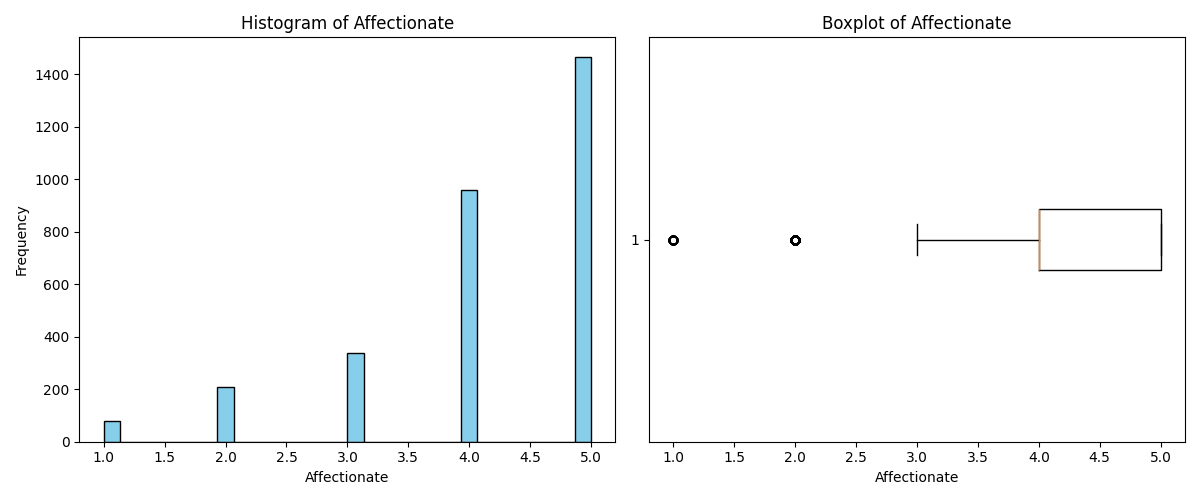 Histogram of Affectionate
1400
1200
1000
800
600
400
200
0
Frequency
1.0 1.5 2.0 2.5 3.0 3.5 4.0 4.5 5.0
Affectionate
Boxplot of Affectionate
1
1.0 1.5 2.0 2.5 3.0 3.5 4.0 4.5 5.0
Affectionate